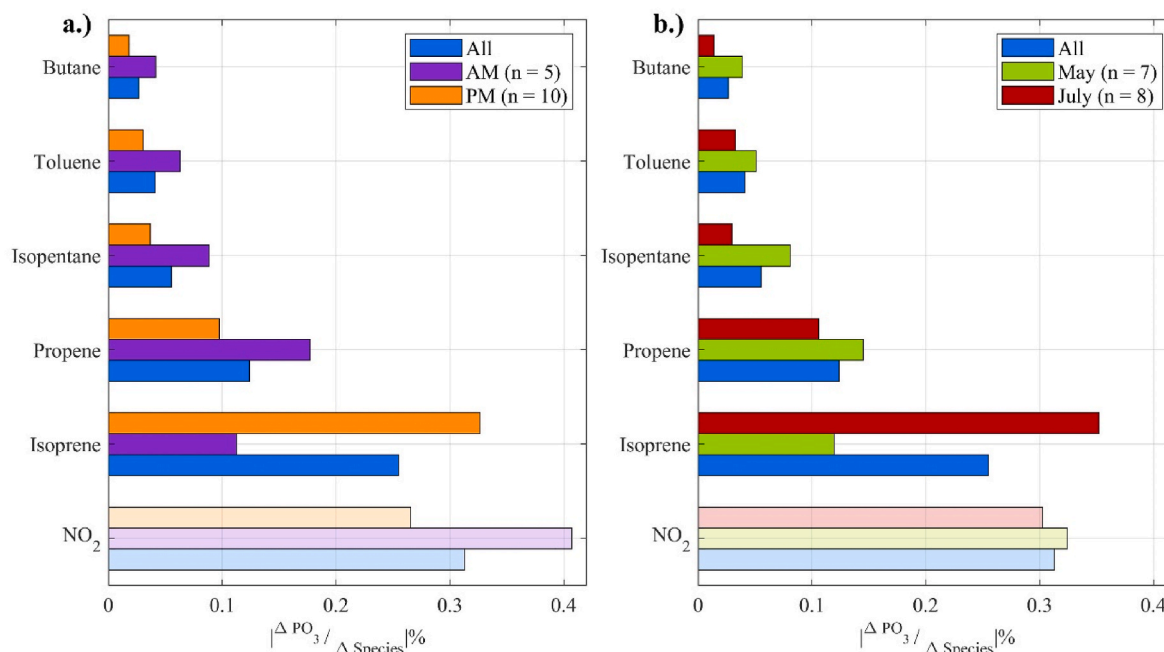 a.)
All
AM (n = 5)
PM (n = 10)
Butane
Toluene
Isopentane
Propene
Isoprene
NO2
0 0.1 0.2 0.3 0.4
|Δ PO3 / Δ Species|%
b.)
All
May (n = 7)
July (n = 8)
Butane
Toluene
Isopentane
Propene
Isoprene
NO2
0 0.1 0.2 0.3 0.4
|Δ PO3 / Δ Species|%